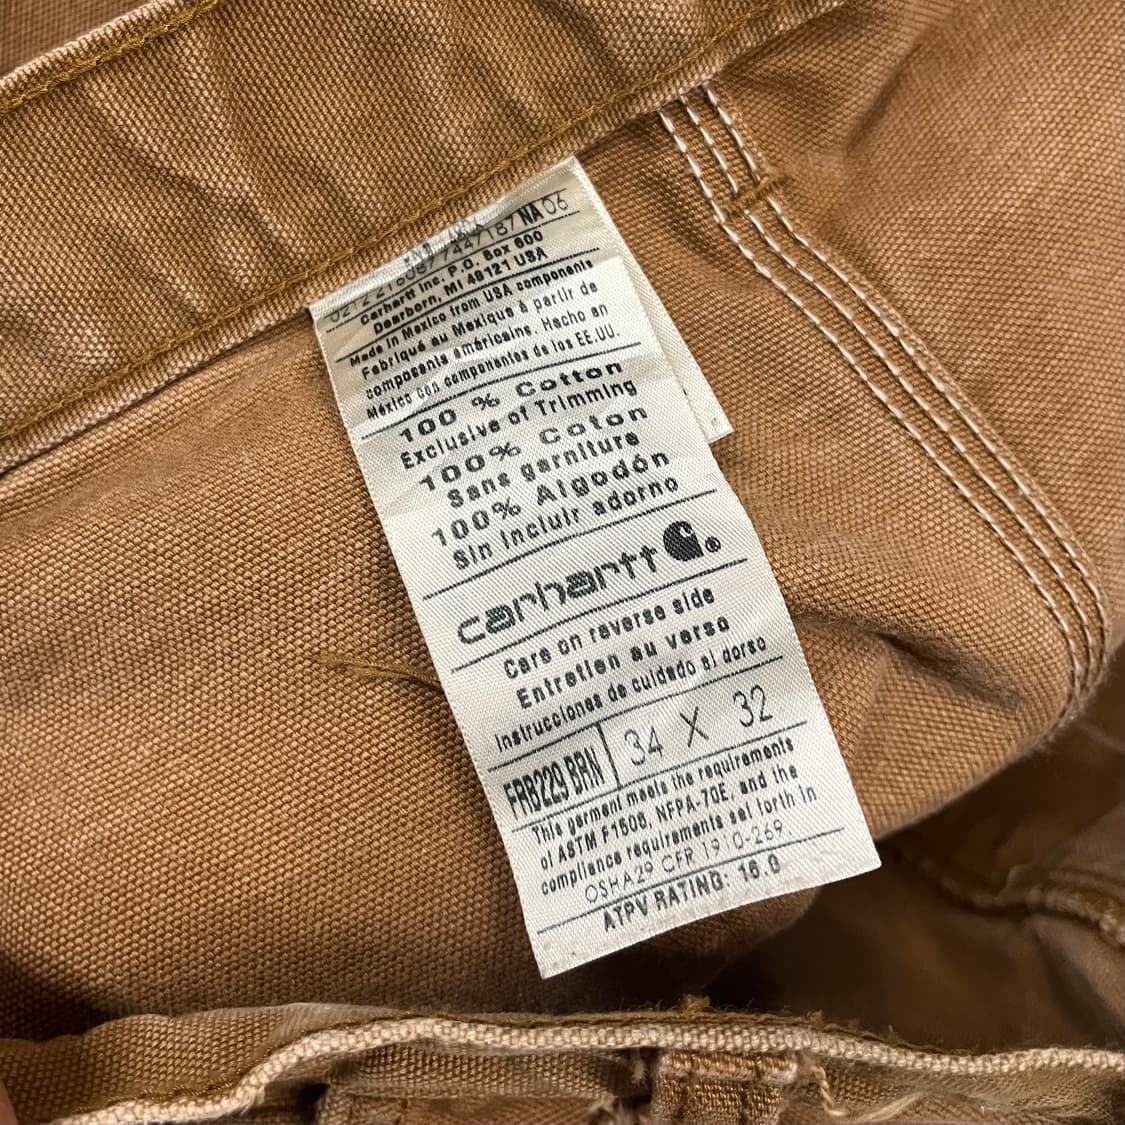 NA06
Carhartt Inc. P.O. Box 600
Dearborn, MI 48121 USA
Made in Mexico from USA components
Fabriqué au Mexique à partir de
composants américains. Hecho en
México con componentes de los EE.UU.
100 % Cotton
Exclusive of Trimming
100% Coton
Sans garniture
100% Algodón
Sin incluir adorno
carhartt
Care on reverse side
Entretien au verso
Instrucciones de cuidado al dorso
FRB229 BRN 34 X 32
This garment meets the requirements
of ASTM F1506, NFPA-70E, and the
compliance requirements set forth in
OSHA29 CFR 1910-269.
ATPV RATING: 16.0